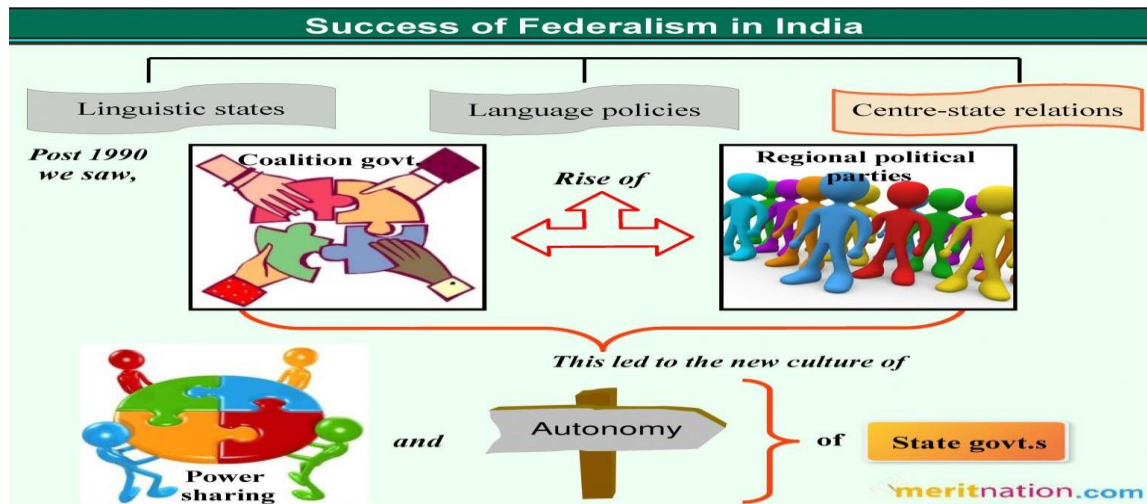 Success of Federalism in India
Linguistic states
Language policies
Centre-state relations
Post 1990
we saw,
Coalition govt.
Rise of
Regional political
parties
This led to the new culture of
Power
sharing
and
Autonomy
of
State govt.s
meritnation.com